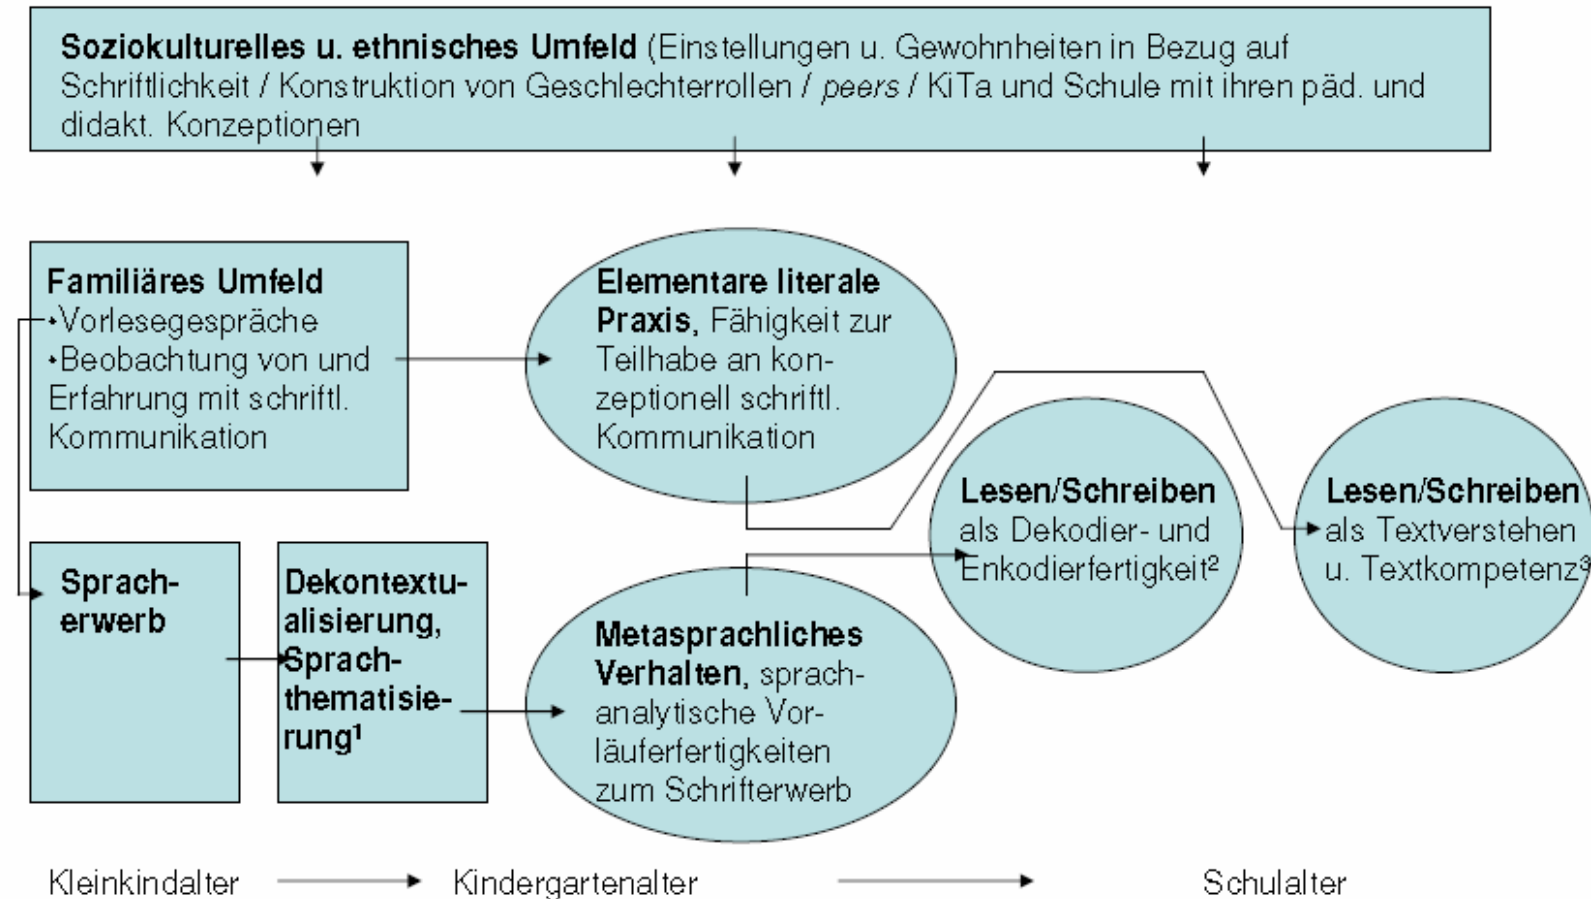 Soziokulturelles u. ethnisches Umfeld (Einstellungen u. Gewohnheiten in Bezug auf
Schriftlichkeit / Konstruktion von Geschlechterrollen / peers / KiTa und Schule mit ihren päd. und
didakt. Konzeptionen
Familiäres Umfeld
•Vorlesegespräche
•Beobachtung von und
Erfahrung mit schriftl.
Kommunikation
Elementare literale
Praxis, Fähigkeit zur
Teilhabe an kon-
zeptionell schriftl.
Kommunikation
Lesen/Schreiben
als Dekodier- und
Enkodierfertigkeit²
Lesen/Schreiben
als Textverstehen
u. Textkompetenz³
Sprach-
erwerb
Dekontextu-
alisierung,
Sprach-
thematisie-
rung¹
Metasprachliches
Verhalten, sprach-
analytische Vor-
läuferfertigkeiten
zum Schrifterwerb
Kleinkindalter Kindergartenalter Schulalter